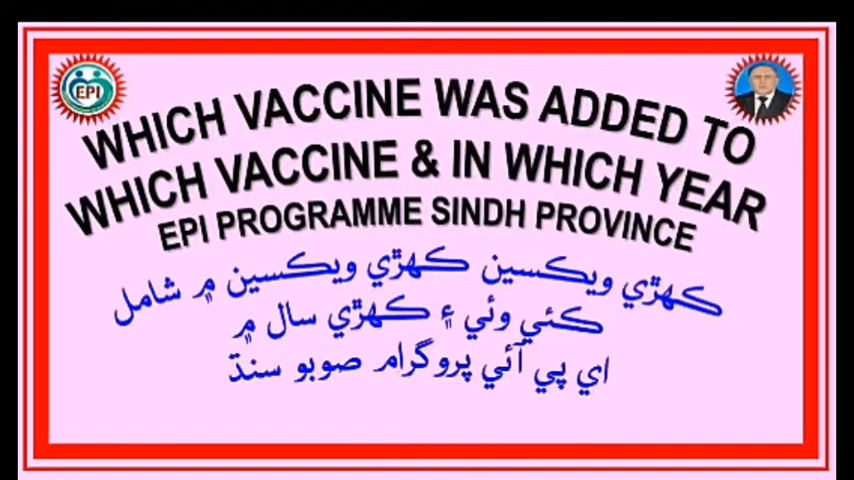 EPI
WHICH VACCINE WAS ADDED TO
WHICH VACCINE & IN WHICH YEAR
EPI PROGRAMME SINDH PROVINCE
ڪهڙي ويڪسين ڪهڙي ويڪسين ۾ شامل
ڪئي وئي ۽ ڪهڙي سال ۾
اي پي آئي پروگرام صوبو سنڌ